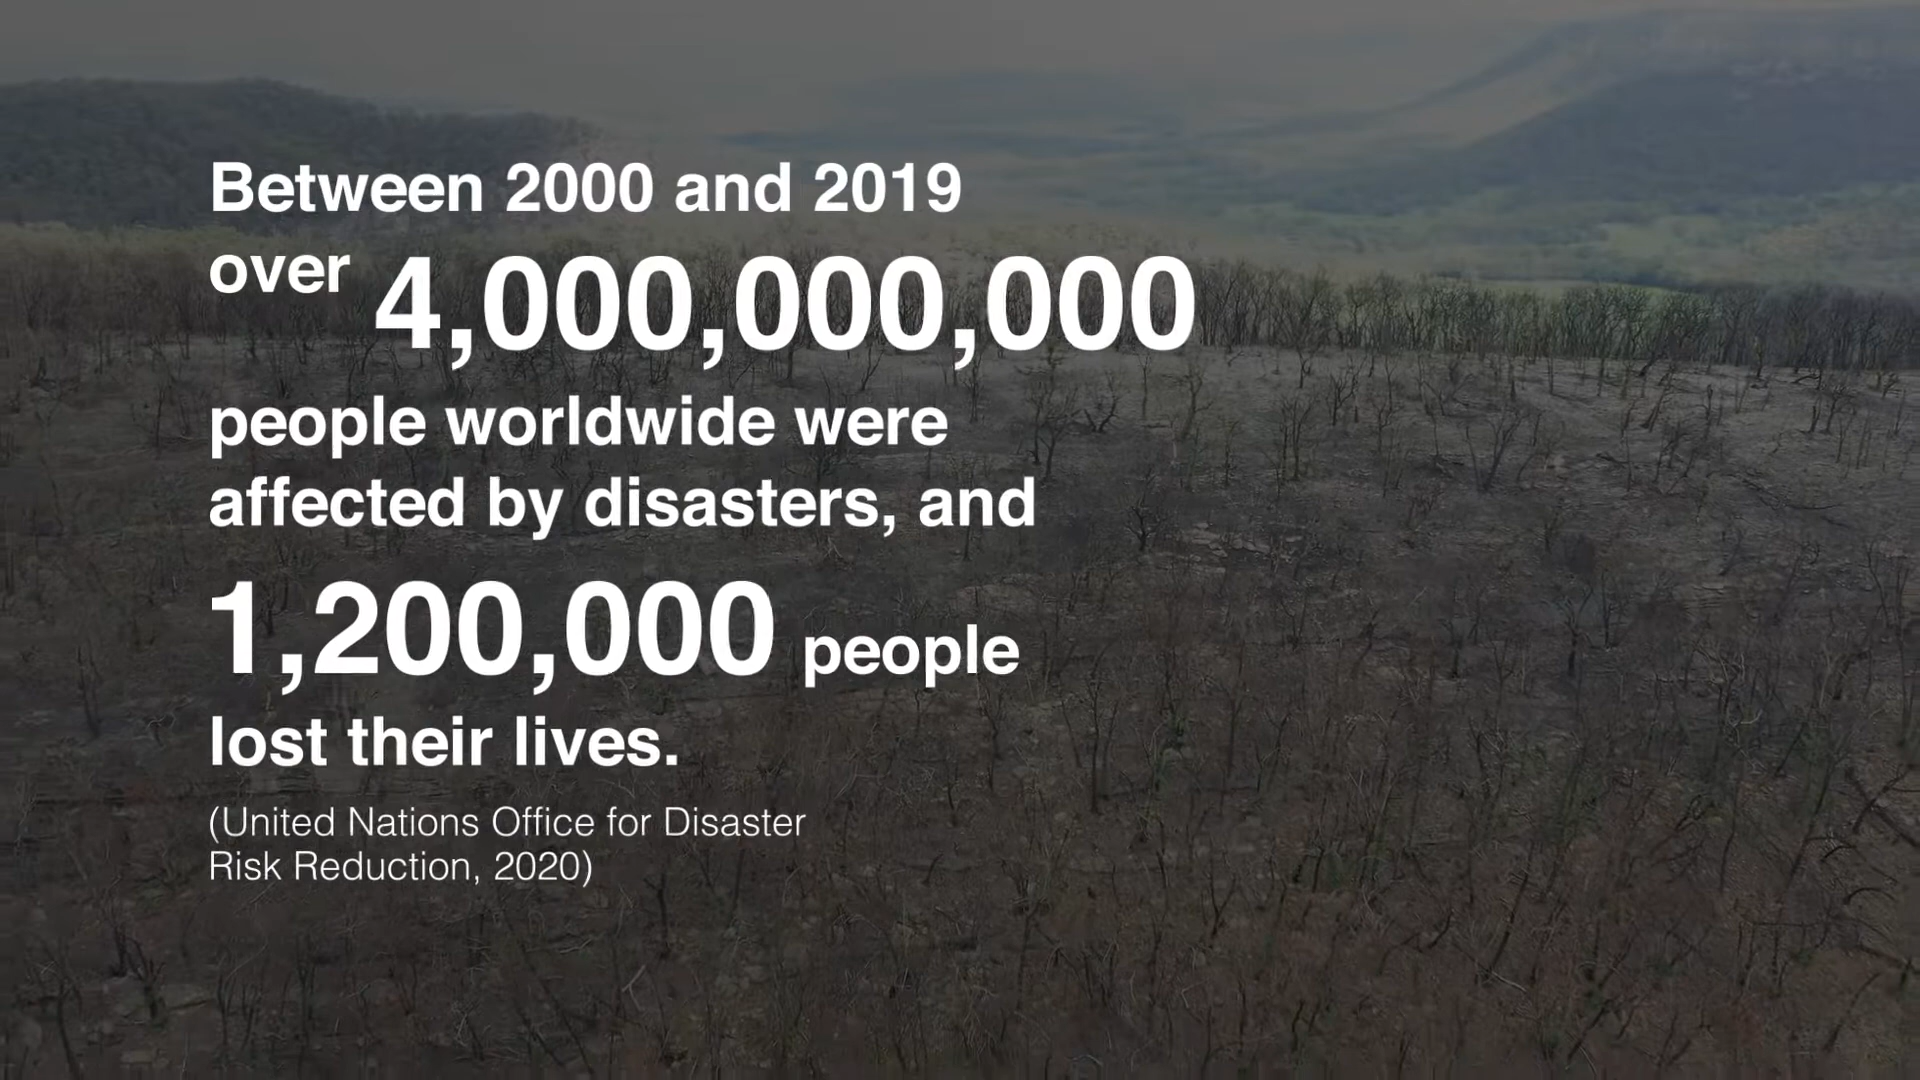 Between 2000 and 2019
over 4,000,000,000
people worldwide were
affected by disasters, and
1,200,000 people
lost their lives.
(United Nations Office for Disaster
Risk Reduction, 2020)